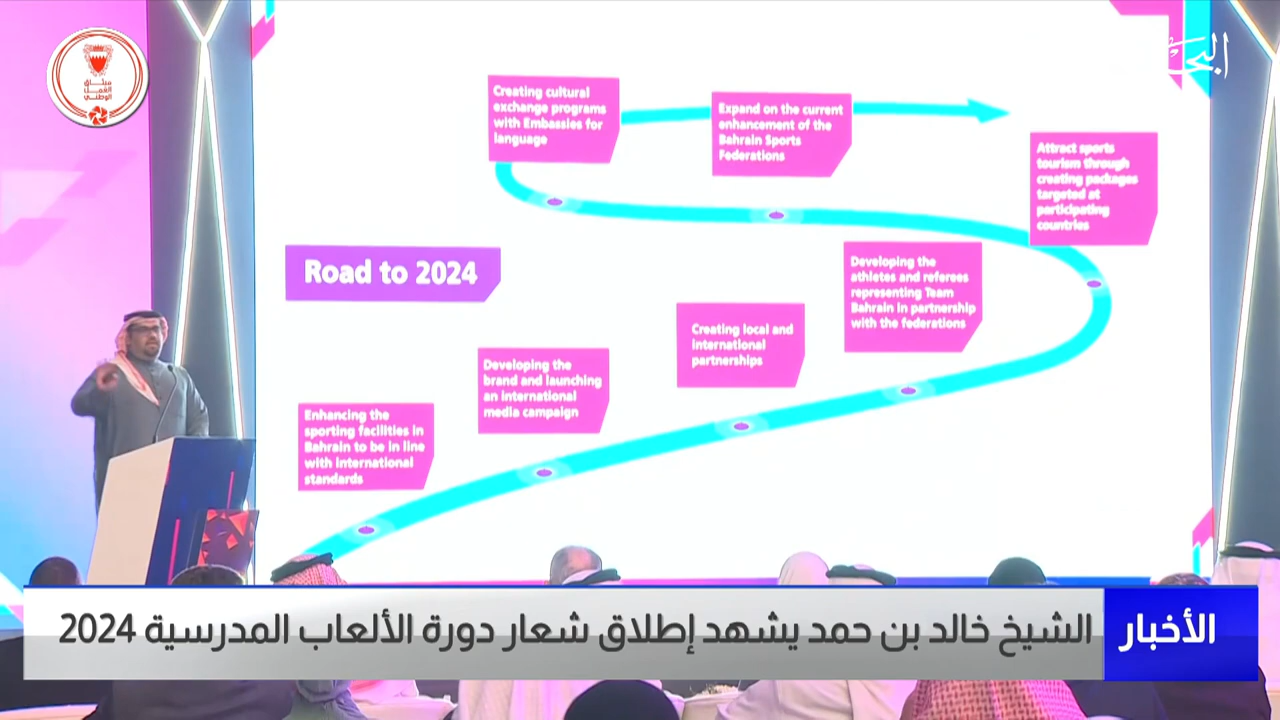 ميثاق
العمل
الوطني
البحرين
Creating cultural
exchange programs
with Embassies for
language
Expand on the current
enhancement of the
Bahrain Sports
Federations
Attract sports
tourism through
creating packages
targeted at
participating
countries
Road to 2024
Developing the
athletes and referees
representing Team
Bahrain in partnership
with the federations
Creating local and
international
partnerships
Developing the
brand and launching
an international
media campaign
Enhancing the
sporting facilities in
Bahrain to be in line
with international
standards
الأخبار
الشيخ خالد بن حمد يشهد إطلاق شعار دورة الألعاب المدرسية 2024